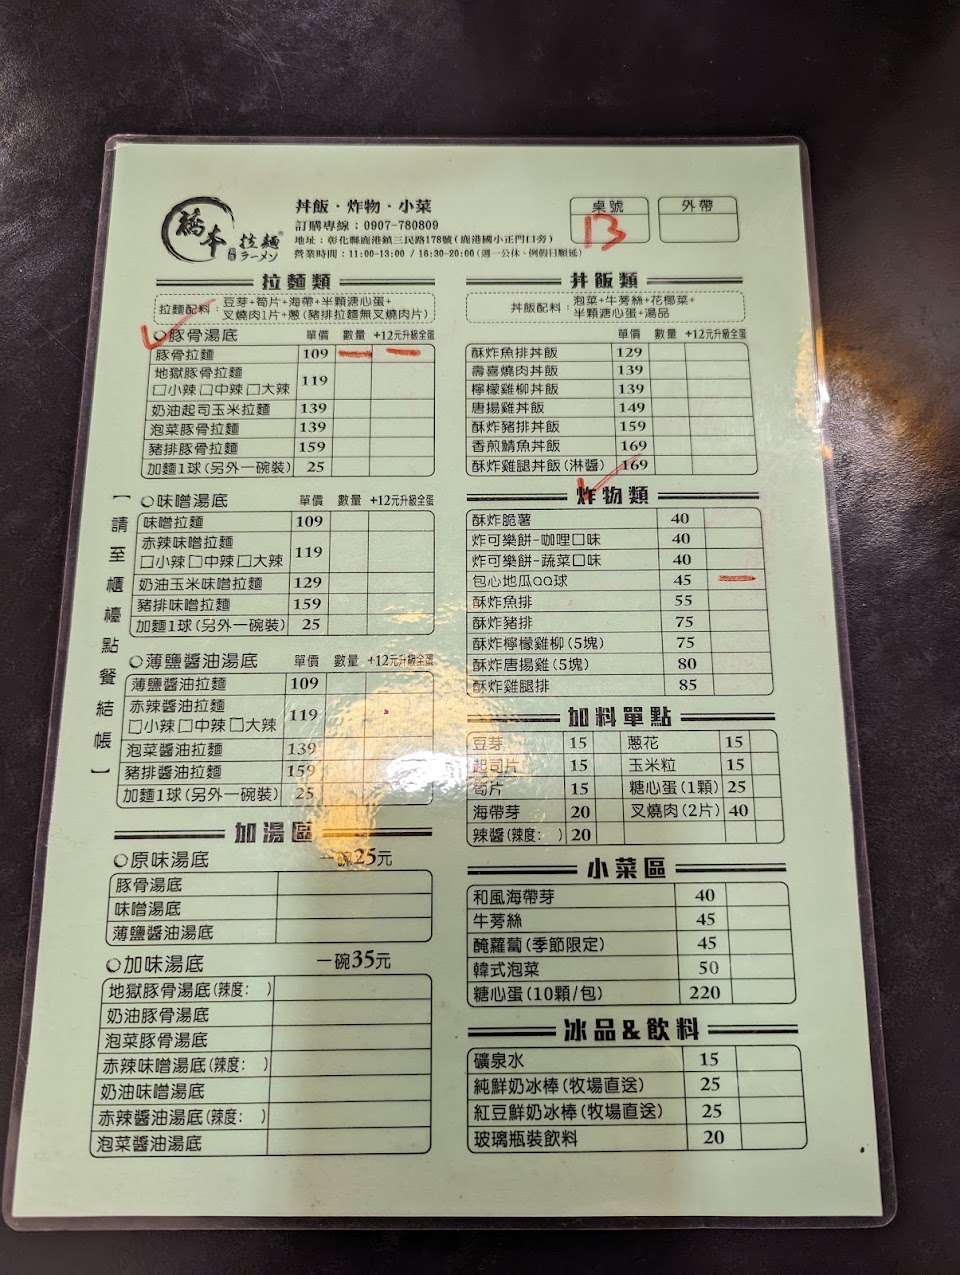 橋本拉麵®
ラーメン
丼飯・炸物・小菜
訂購專線：0907-780809
地址：彰化縣鹿港鎮三民路178號(鹿港國小正門口旁)
營業時間：11:00-13:00 / 16:30-20:00(週一公休、例假日順延)
桌號 外帶
13
拉麵類
拉麵配料：豆芽+筍片+海帶+半顆溏心蛋+
叉燒肉1片+蔥(豬排拉麵無叉燒肉片)
豚骨湯底 單價 數量 +12元升級全蛋
豚骨拉麵 109
地獄豚骨拉麵
□小辣□中辣□大辣 119
奶油起司玉米拉麵 139
泡菜豚骨拉麵 139
豬排豚骨拉麵 159
加麵1球(另外一碗裝) 25
味噌湯底 單價 數量 +12元升級全蛋
味噌拉麵 109
赤辣味噌拉麵
□小辣□中辣□大辣 119
奶油玉米味噌拉麵 129
豬排味噌拉麵 159
加麵1球(另外一碗裝) 25
薄鹽醬油湯底 單價 數量 +12元升級全蛋
薄鹽醬油拉麵 109
赤辣醬油拉麵
□小辣□中辣□大辣 119
泡菜醬油拉麵 139
豬排醬油拉麵 159
加麵1球(另外一碗裝) 25
【請至櫃檯點餐結帳】
加湯區
原味湯底 一碗25元
豚骨湯底
味噌湯底
薄鹽醬油湯底
加味湯底 一碗35元
地獄豚骨湯底(辣度： )
奶油豚骨湯底
泡菜豚骨湯底
赤辣味噌湯底(辣度： )
奶油味噌湯底
赤辣醬油湯底(辣度： )
泡菜醬油湯底
丼飯類
丼飯配料：泡菜+牛蒡絲+花椰菜+
半顆溏心蛋+湯品
單價 數量 +12元升級全蛋
酥炸魚排丼飯 129
壽喜燒肉丼飯 139
檸檬雞柳丼飯 139
唐揚雞丼飯 149
酥炸豬排丼飯 159
香煎鯖魚丼飯 169
酥炸雞腿丼飯(淋醬) 169
炸物類
酥炸脆薯 40
炸可樂餅-咖哩口味 40
炸可樂餅-蔬菜口味 40
包心地瓜QQ球 45
酥炸魚排 55
酥炸豬排 75
酥炸檸檬雞柳(5塊) 75
酥炸唐揚雞(5塊) 80
酥炸雞腿排 85
加料單點
豆芽 15 蔥花 15
起司片 15 玉米粒 15
筍片 15 糖心蛋(1顆) 25
海帶芽 20 叉燒肉(2片) 40
辣醬(辣度： ) 20
小菜區
和風海帶芽 40
牛蒡絲 45
醃蘿蔔(季節限定) 45
韓式泡菜 50
糖心蛋(10顆/包) 220
冰品&飲料
礦泉水 15
純鮮奶冰棒(牧場直送) 25
紅豆鮮奶冰棒(牧場直送) 25
玻璃瓶裝飲料 20